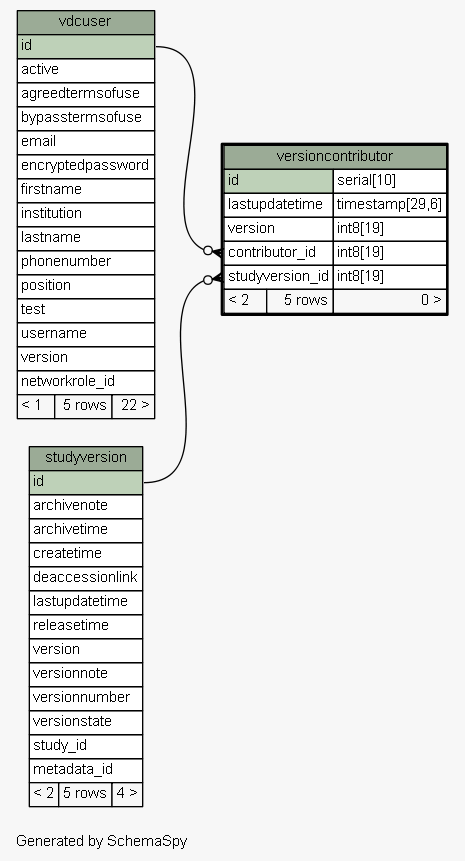 vdcuser
id
active
agreedtermsofuse
bypasstermsofuse
email
encryptedpassword
firstname
institution
lastname
phonenumber
position
test
username
version
networkrole_id
< 1 5 rows 22 >
versioncontributor
id serial[10]
lastupdatetime timestamp[29,6]
version int8[19]
contributor_id int8[19]
studyversion_id int8[19]
< 2 5 rows 0 >
studyversion
id
archivenote
archivetime
createtime
deaccessionlink
lastupdatetime
releasetime
version
versionnote
versionnumber
versionstate
study_id
metadata_id
< 2 5 rows 4 >
Generated by SchemaSpy